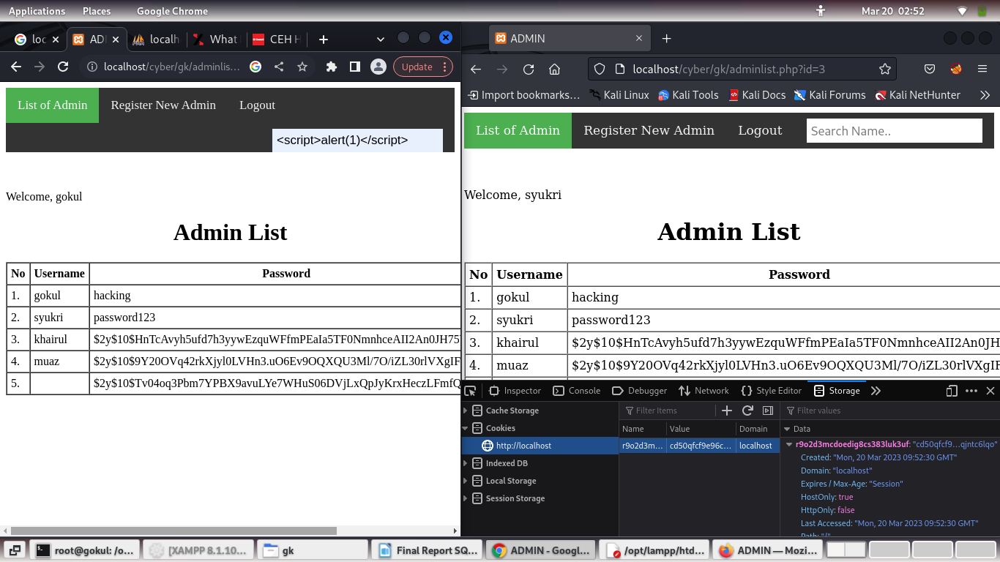 Applications Places Google Chrome Mar 20 02:52
loc AD localh What CEH H
localhost/cyber/gk/adminlis... Update
List of Admin Register New Admin Logout
<script>alert(1)</script>
Welcome, gokul
Admin List
No Username Password
1. gokul hacking
2. syukri password123
3. khairul $2y$10$HnTcAvyh5ufd7h3yywEzquWFfmPEaIa5TF0NmnhceAII2An0JH75
4. muaz $2y$10$9Y20OVq42rkXjyl0LVHn3.uO6Ev9OQXQU3Ml/7O/iZL30rlVXgIF
5. $2y$10$Tv04oq3Pbm7YPBX9avuLYe7WHuS06DVjLxQpJyKrxHeczLFmfQ
ADMIN
localhost/cyber/gk/adminlist.php?id=3
Import bookmarks... Kali Linux Kali Tools Kali Docs Kali Forums Kali NetHunter
List of Admin Register New Admin Logout Search Name..
Welcome, syukri
Admin List
No Username Password
1. gokul hacking
2. syukri password123
3. khairul $2y$10$HnTcAvyh5ufd7h3yywEzquWFfmPEaIa5TF0NmnhceAII2An0JH
4. muaz $2y$10$9Y20OVq42rkXjyl0LVHn3.uO6Ev9OQXQU3Ml/7O/iZL30rlVXgIF
Inspector Console Debugger Network Style Editor Storage
Cache Storage
Cookies
http://localhost
Indexed DB
Local Storage
Session Storage
Filter Items
Name Value Domain
r9o2d3m... cd50qfcf9e96c... localhost
Filter values
Data
r9o2d3mcdoedig8cs383luk3uf: "cd50qfcf9...qjntc6lqo"
Created: "Mon, 20 Mar 2023 09:52:30 GMT"
Domain: "localhost"
Expires / Max-Age: "Session"
HostOnly: true
HttpOnly: false
Last Accessed: "Mon, 20 Mar 2023 09:52:30 GMT"
Path: "/"
root@gokul: /o... [XAMPP 8.1.10... gk Final Report SQ... ADMIN - Googl... /opt/lampp/htd... ADMIN — Mozi...